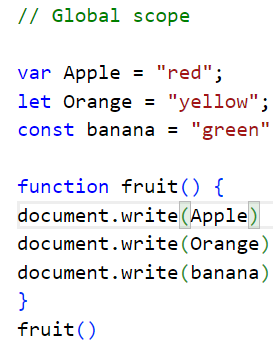 // Global scope
var Apple = "red";
let Orange = "yellow";
const banana = "green"
function fruit() {
document.write(Apple)
document.write(Orange)
document.write(banana)
}
fruit()